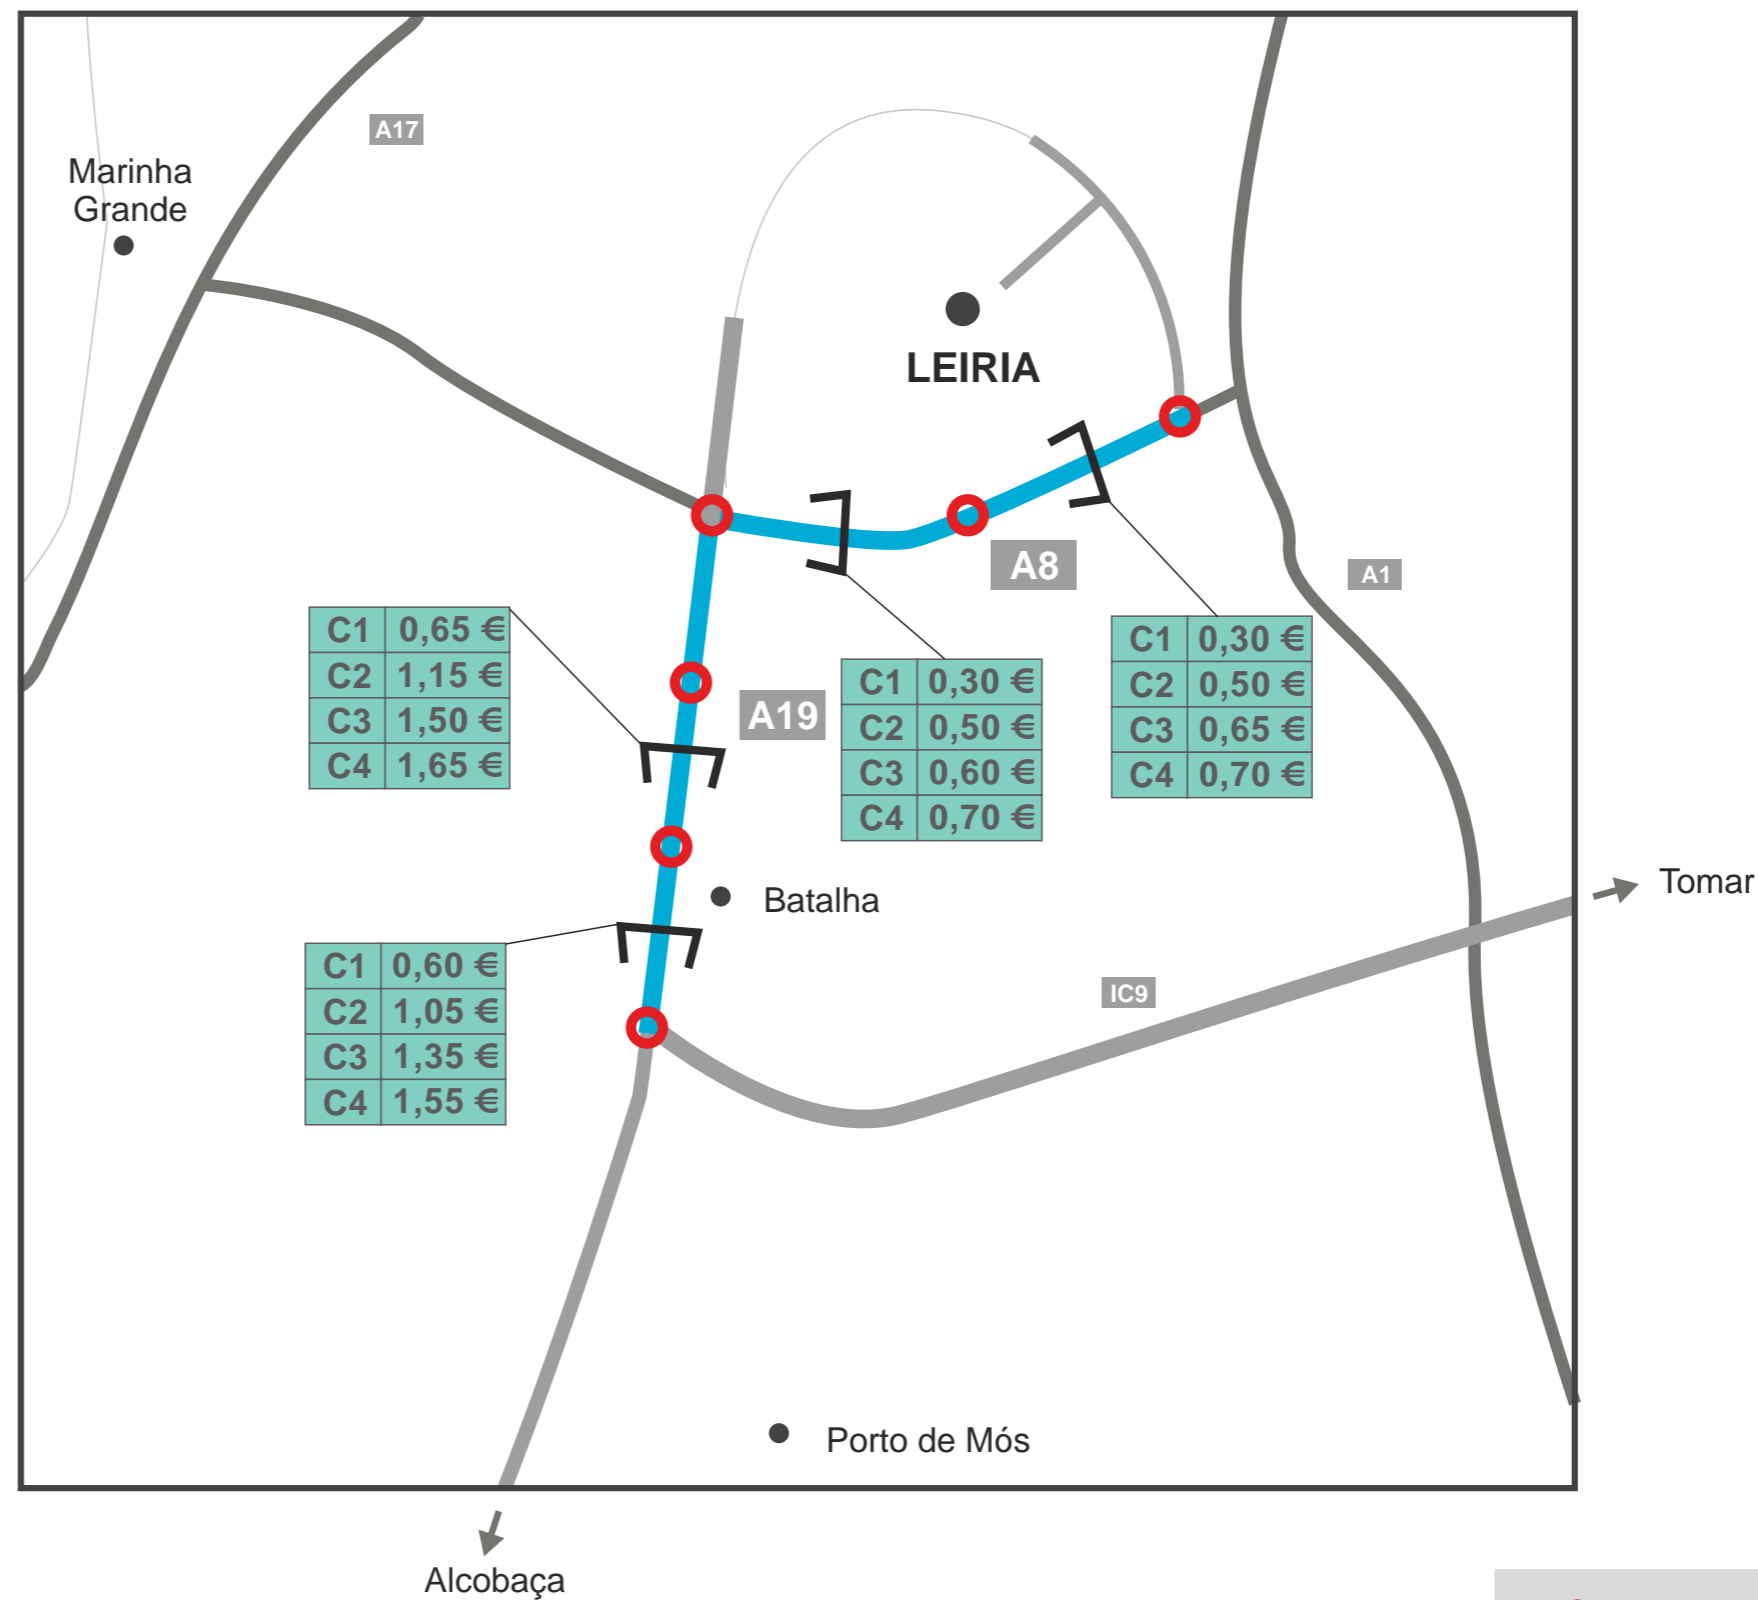 A17
Marinha
Grande
LEIRIA
A8
A1
C1 0,65 €
C2 1,15 €
C3 1,50 €
C4 1,65 €
A19
C1 0,30 €
C2 0,50 €
C3 0,60 €
C4 0,70 €
C1 0,30 €
C2 0,50 €
C3 0,65 €
C4 0,70 €
Tomar
Batalha
C1 0,60 €
C2 1,05 €
C3 1,35 €
C4 1,55 €
IC9
Porto de Mós
Alcobaça